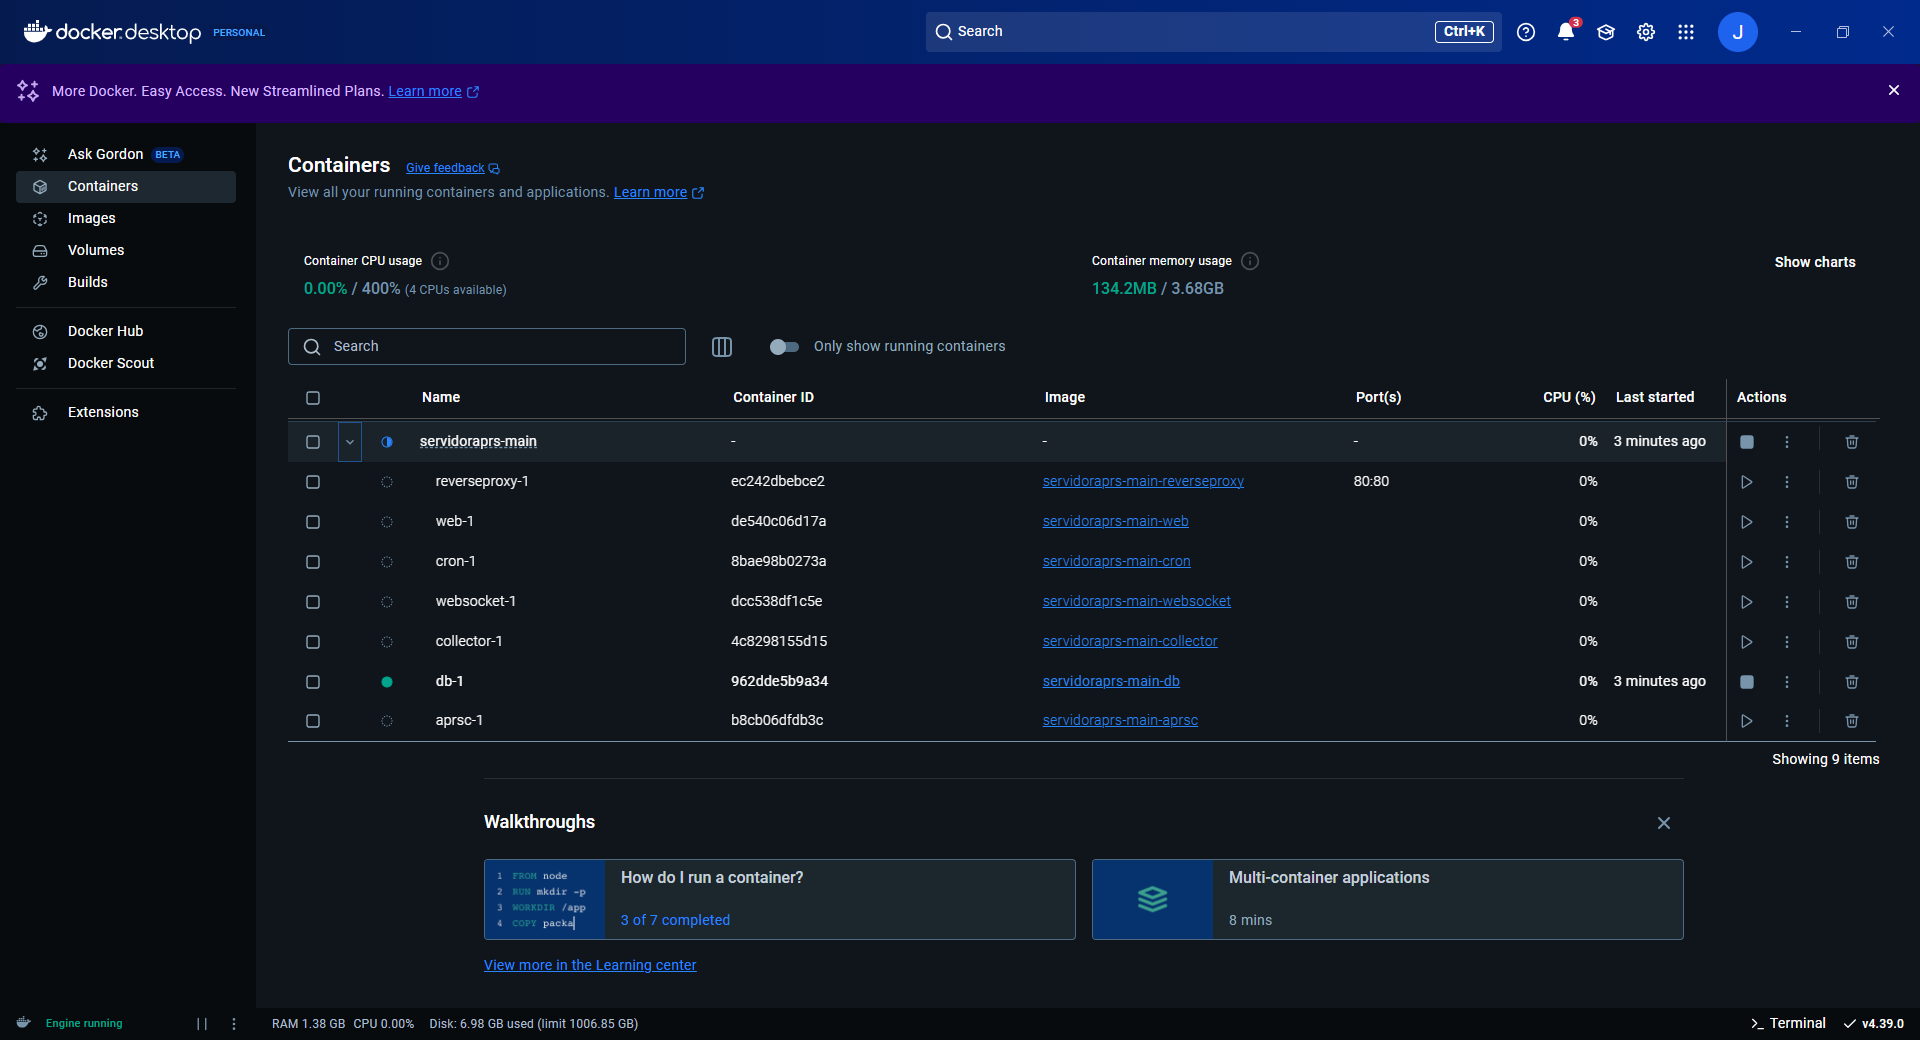 docker.desktop PERSONAL
Search Ctrl+K 3 J
More Docker. Easy Access. New Streamlined Plans. Learn more
Ask Gordon BETA
Containers
Images
Volumes
Builds
Docker Hub
Docker Scout
Extensions
Containers Give feedback
View all your running containers and applications. Learn more
Container CPU usage
0.00% / 400% (4 CPUs available)
Container memory usage
134.2MB / 3.68GB
Show charts
Search
Only show running containers
Name Container ID Image Port(s) CPU (%) Last started Actions
servidoraprs-main - - - 0% 3 minutes ago
reverseproxy-1 ec242dbebce2 servidoraprs-main-reverseproxy 80:80 0%
web-1 de540c06d17a servidoraprs-main-web 0%
cron-1 8bae98b0273a servidoraprs-main-cron 0%
websocket-1 dcc538df1c5e servidoraprs-main-websocket 0%
collector-1 4c8298155d15 servidoraprs-main-collector 0%
db-1 962dde5b9a34 servidoraprs-main-db 0% 3 minutes ago
aprsc-1 b8cb06dfdb3c servidoraprs-main-aprsc 0%
Showing 9 items
Walkthroughs
1 FROM node
2 RUN mkdir -p
3 WORKDIR /app
4 COPY packa
How do I run a container?
3 of 7 completed
Multi-container applications
8 mins
View more in the Learning center
Engine running
RAM 1.38 GB CPU 0.00% Disk: 6.98 GB used (limit 1006.85 GB)
Terminal
v4.39.0